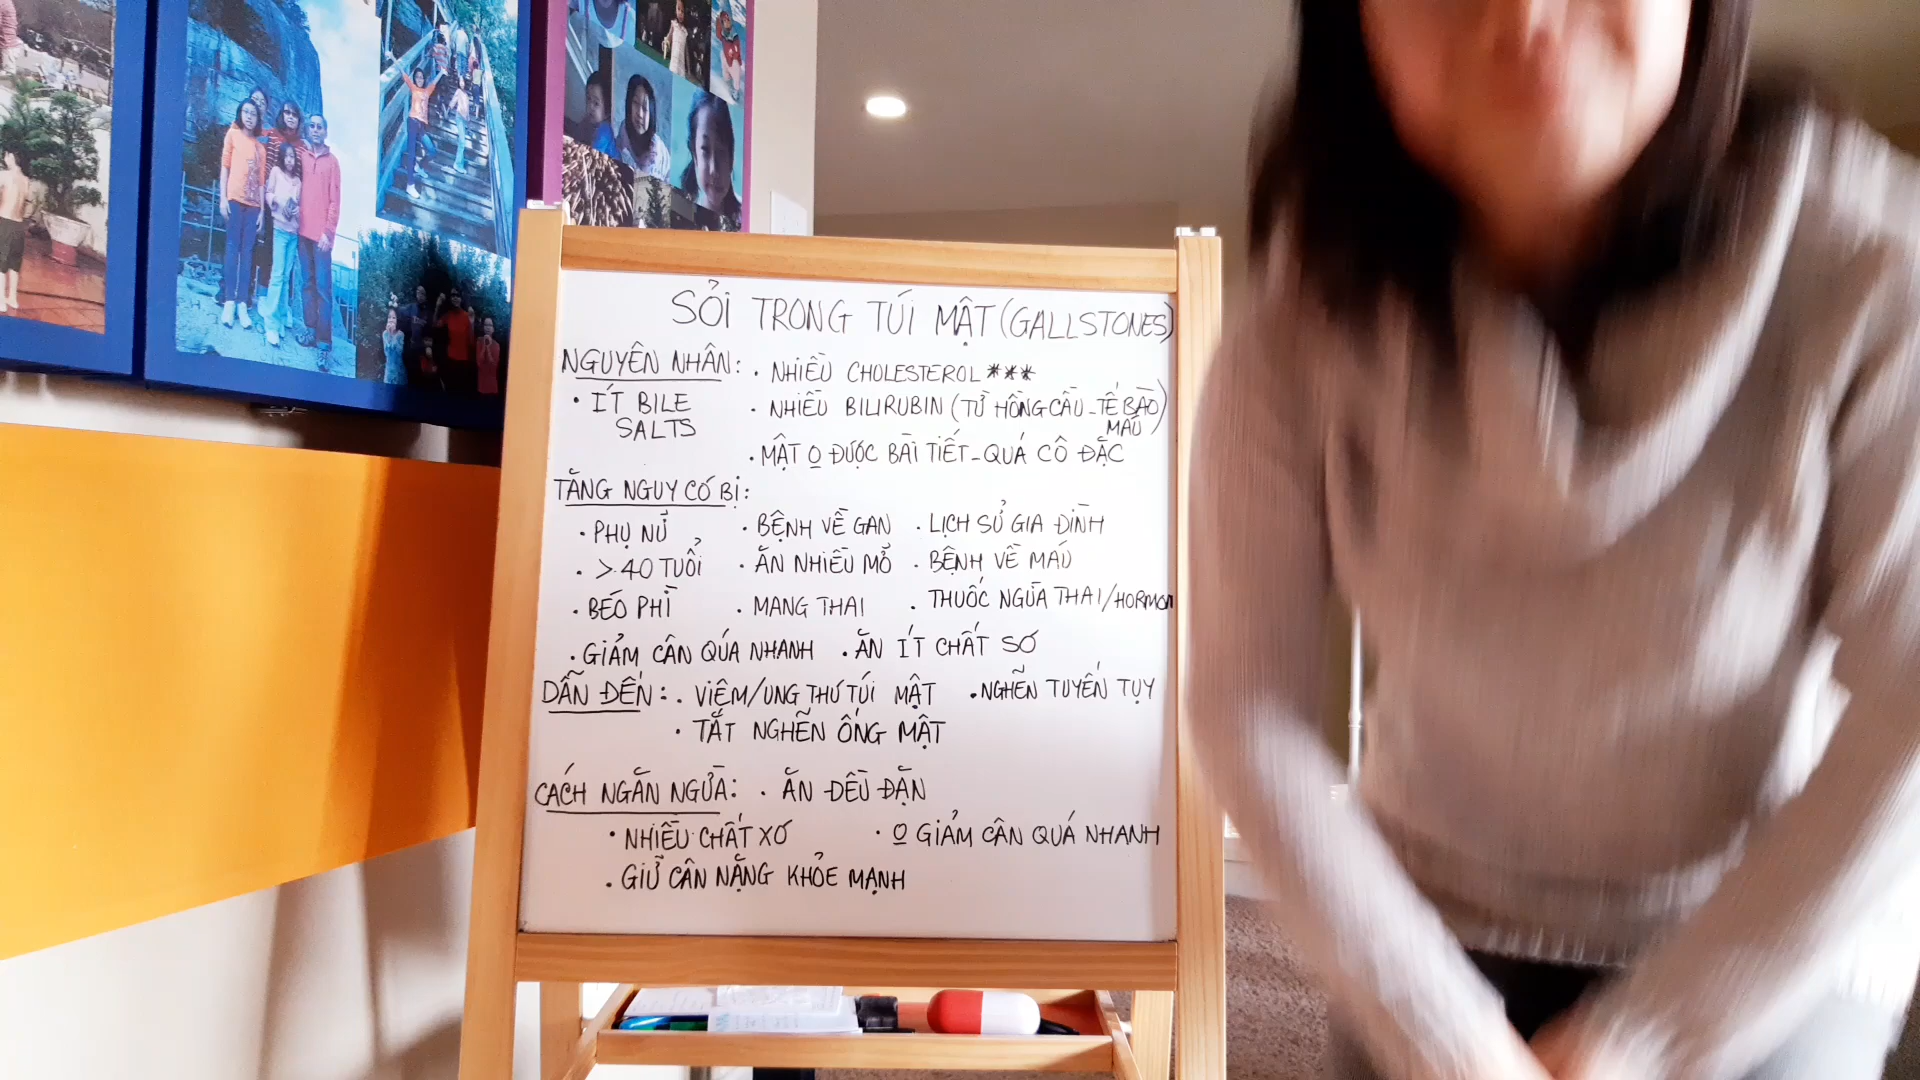 SỎI TRONG TÚI MẬT (GALLSTONES)
NGUYÊN NHÂN: • NHIỀU CHOLESTEROL ***
• ÍT BILE SALTS
• NHIỀU BILIRUBIN (TỪ HỒNG CẦU - TẾ BÀO MÁU)
• MẬT O ĐƯỢC BÀI TIẾT - QUÁ CÔ ĐẶC
TĂNG NGUY CƠ BỊ:
• PHỤ NỮ • BỆNH VỀ GAN • LỊCH SỬ GIA ĐÌNH
• > 40 TUỔI • ĂN NHIỀU MỠ • BỆNH VỀ MÁU
• BÉO PHÌ • MANG THAI • THUỐC NGỪA THAI/HORMON
• GIẢM CÂN QÚA NHANH • ĂN ÍT CHẤT SƠ
DẪN ĐẾN: • VIÊM/UNG THƯ TÚI MẬT • NGHẼN TUYẾN TỤY
• TẮT NGHẼN ỐNG MẬT
CÁCH NGĂN NGỪA: • ĂN ĐỀU ĐẶN
• NHIỀU CHẤT XƠ • O GIẢM CÂN QUÁ NHANH
• GIỮ CÂN NẶNG KHỎE MẠNH